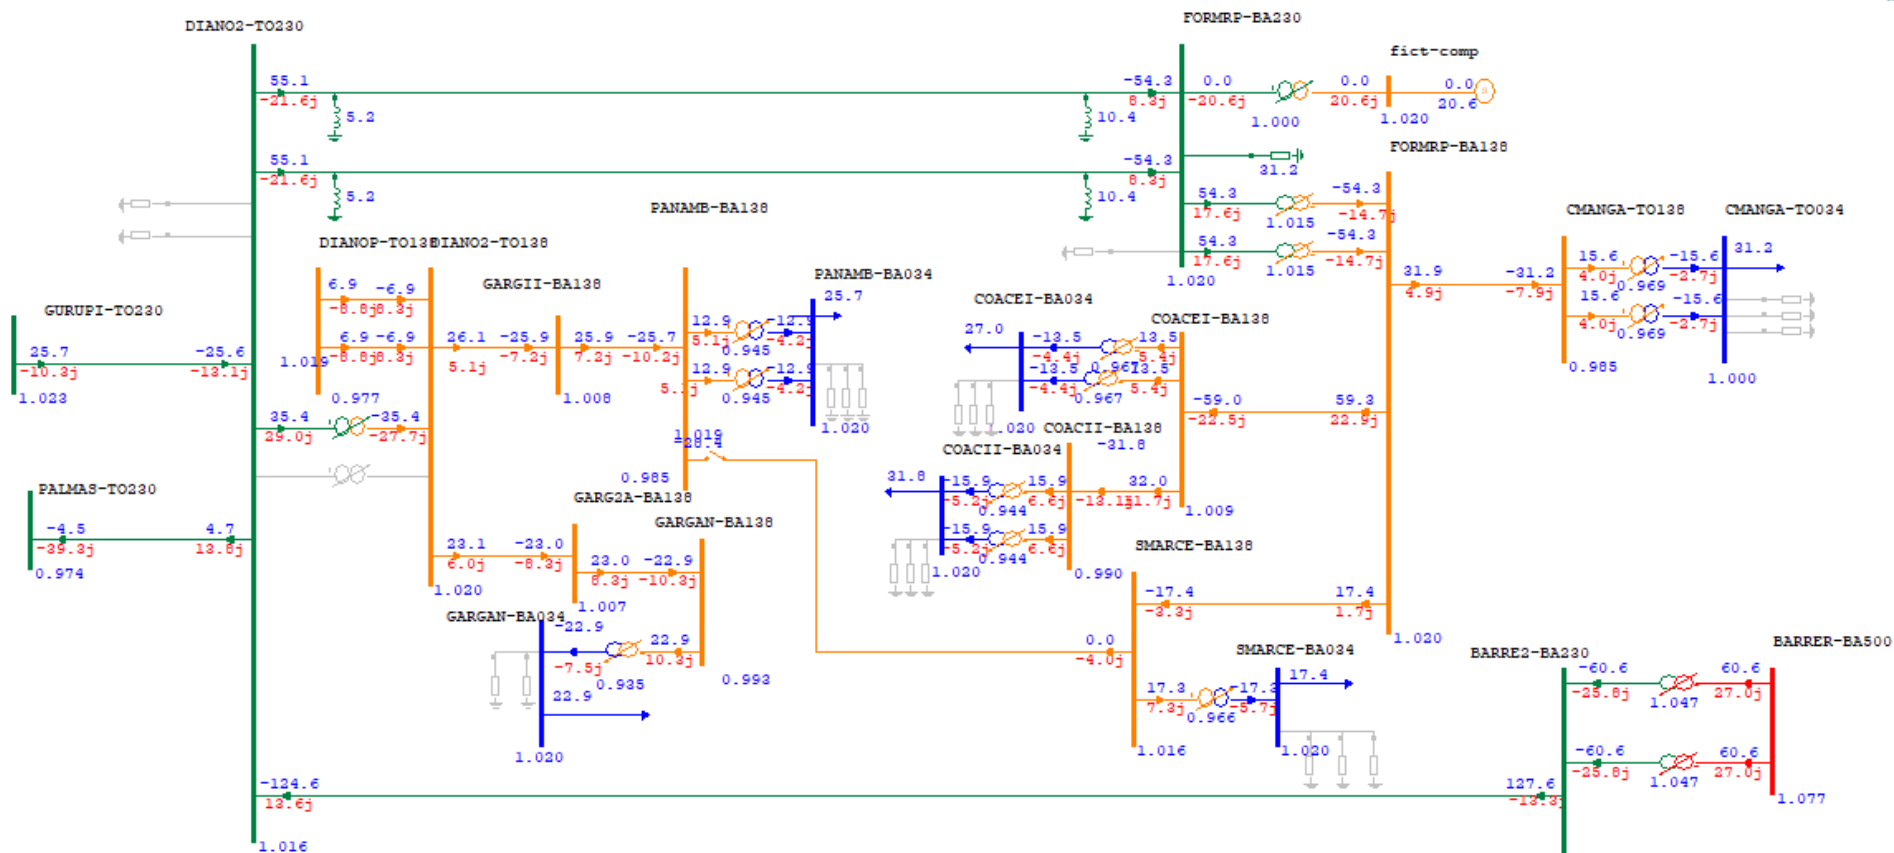 DIANO2-TO230
55.1
-21.6j
5.2
-54.3
8.3j
10.4
FORMRP-BA230
0.0
-20.6j
1.000
0.0
20.6j
fict-comp
1.020
0.0
20.6
55.1
-21.6j
5.2
-54.3
8.3j
10.4
31.2
FORMRP-BA138
54.3
17.6j
1.015
-54.3
-14.7j
54.3
17.6j
1.015
-54.3
-14.7j
1.020
PANAMB-BA138
DIANO2-TO138
6.9
-6.9
6.9
-6.9
1.019
0.977
GARGII-BA138
26.1
5.1j
-25.9
-7.2j
25.9
7.2j
-25.7
-10.2j
1.008
12.9
5.1j
0.945
-12.9
-4.2j
12.9
0.945
-12.9
-4.2j
PANAMB-BA034
25.7
1.020
1.019
0.985
GURUPI-TO230
25.7
-10.3j
-25.6
-13.1j
1.023
35.4
29.0j
-35.4
-27.7j
PALMAS-TO230
-4.5
-39.3j
4.7
13.8j
0.974
COACEI-BA034
27.0
-13.5
-4.4j
13.5
5.4j
-13.5
-4.4j
0.967
5.4j
COACEI-BA138
-59.0
-22.5j
59.3
22.9j
1.009
COACII-BA138
-31.8
32.0
COACII-BA034
31.8
-15.9
-5.2j
0.944
15.9
6.6j
-15.9
-5.2j
0.944
15.9
6.6j
1.020
0.990
31.9
4.9j
-31.2
-7.9j
CMANGA-TO138
15.6
4.0j
0.969
-15.6
-2.7j
15.6
4.0j
0.969
-15.6
-2.7j
0.985
CMANGA-TO034
31.2
1.000
GARG2A-BA138
23.1
6.0j
-23.0
-8.3j
1.020
GARGAN-BA138
23.0
8.3j
-22.9
-10.3j
1.007
GARGAN-BA034
-22.9
-7.5j
0.935
22.9
10.3j
0.993
22.9
1.020
SMARCE-BA138
-17.4
-3.3j
17.4
1.7j
1.020
0.0
-4.0j
17.3
7.3j
0.966
-17.3
-5.7j
1.016
SMARCE-BA034
17.4
1.020
BARRE2-BA230
-60.6
-25.8j
1.047
60.6
27.0j
-60.6
-25.8j
1.047
60.6
27.0j
BARRER-BA500
1.077
-124.6
13.6j
127.6
-13.3j
1.016